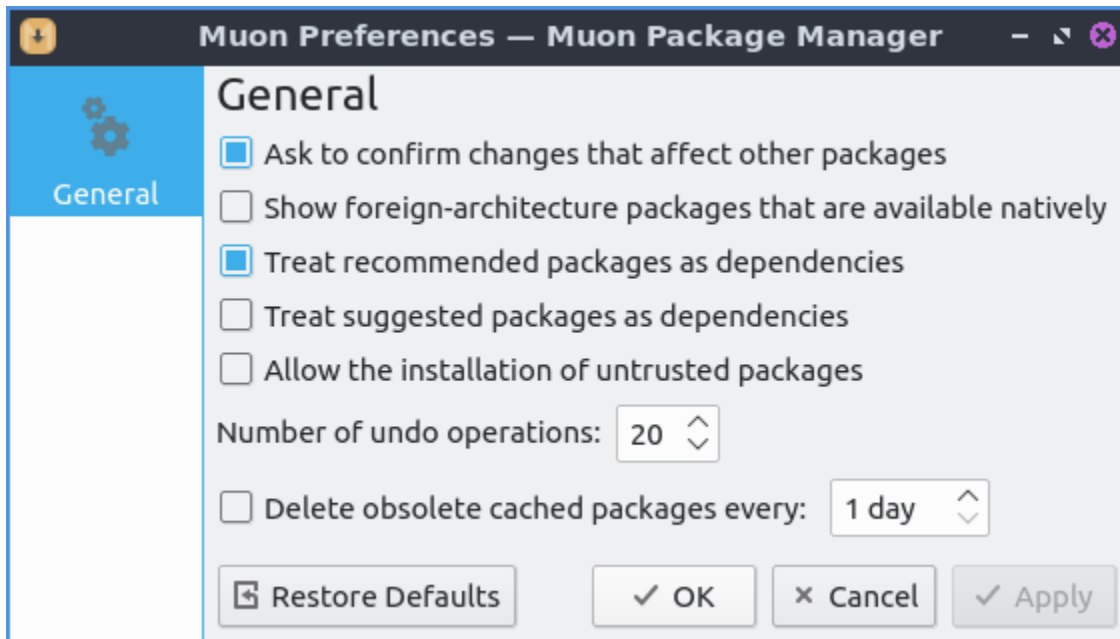 Muon Preferences — Muon Package Manager
General
General
Ask to confirm changes that affect other packages
Show foreign-architecture packages that are available natively
Treat recommended packages as dependencies
Treat suggested packages as dependencies
Allow the installation of untrusted packages
Number of undo operations: 20
Delete obsolete cached packages every: 1 day
Restore Defaults OK Cancel Apply